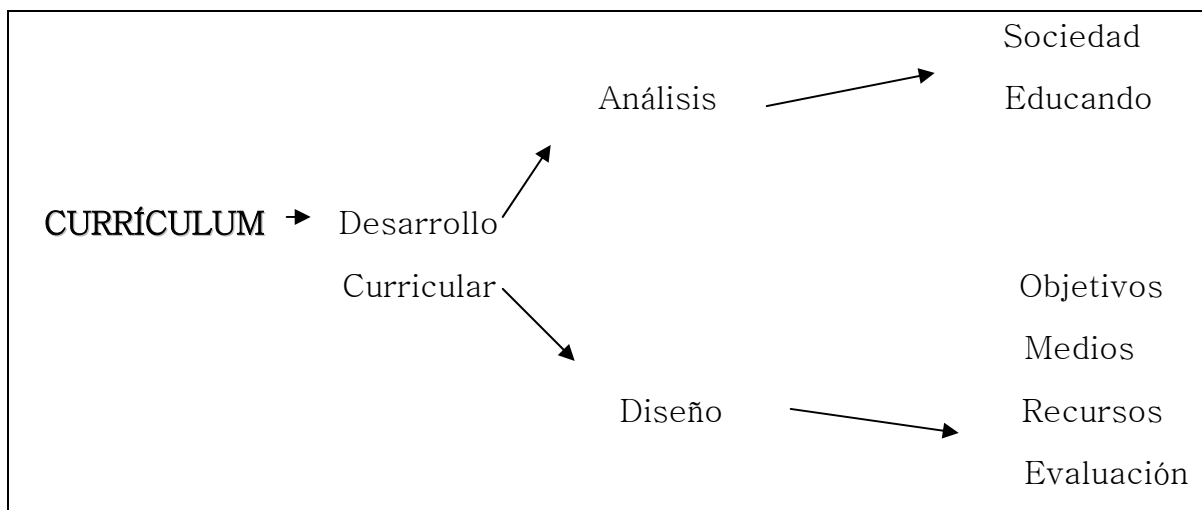 Sociedad
Análisis Educando
CURRÍCULUM Desarrollo
Curricular Objetivos
Medios
Diseño Recursos
Evaluación